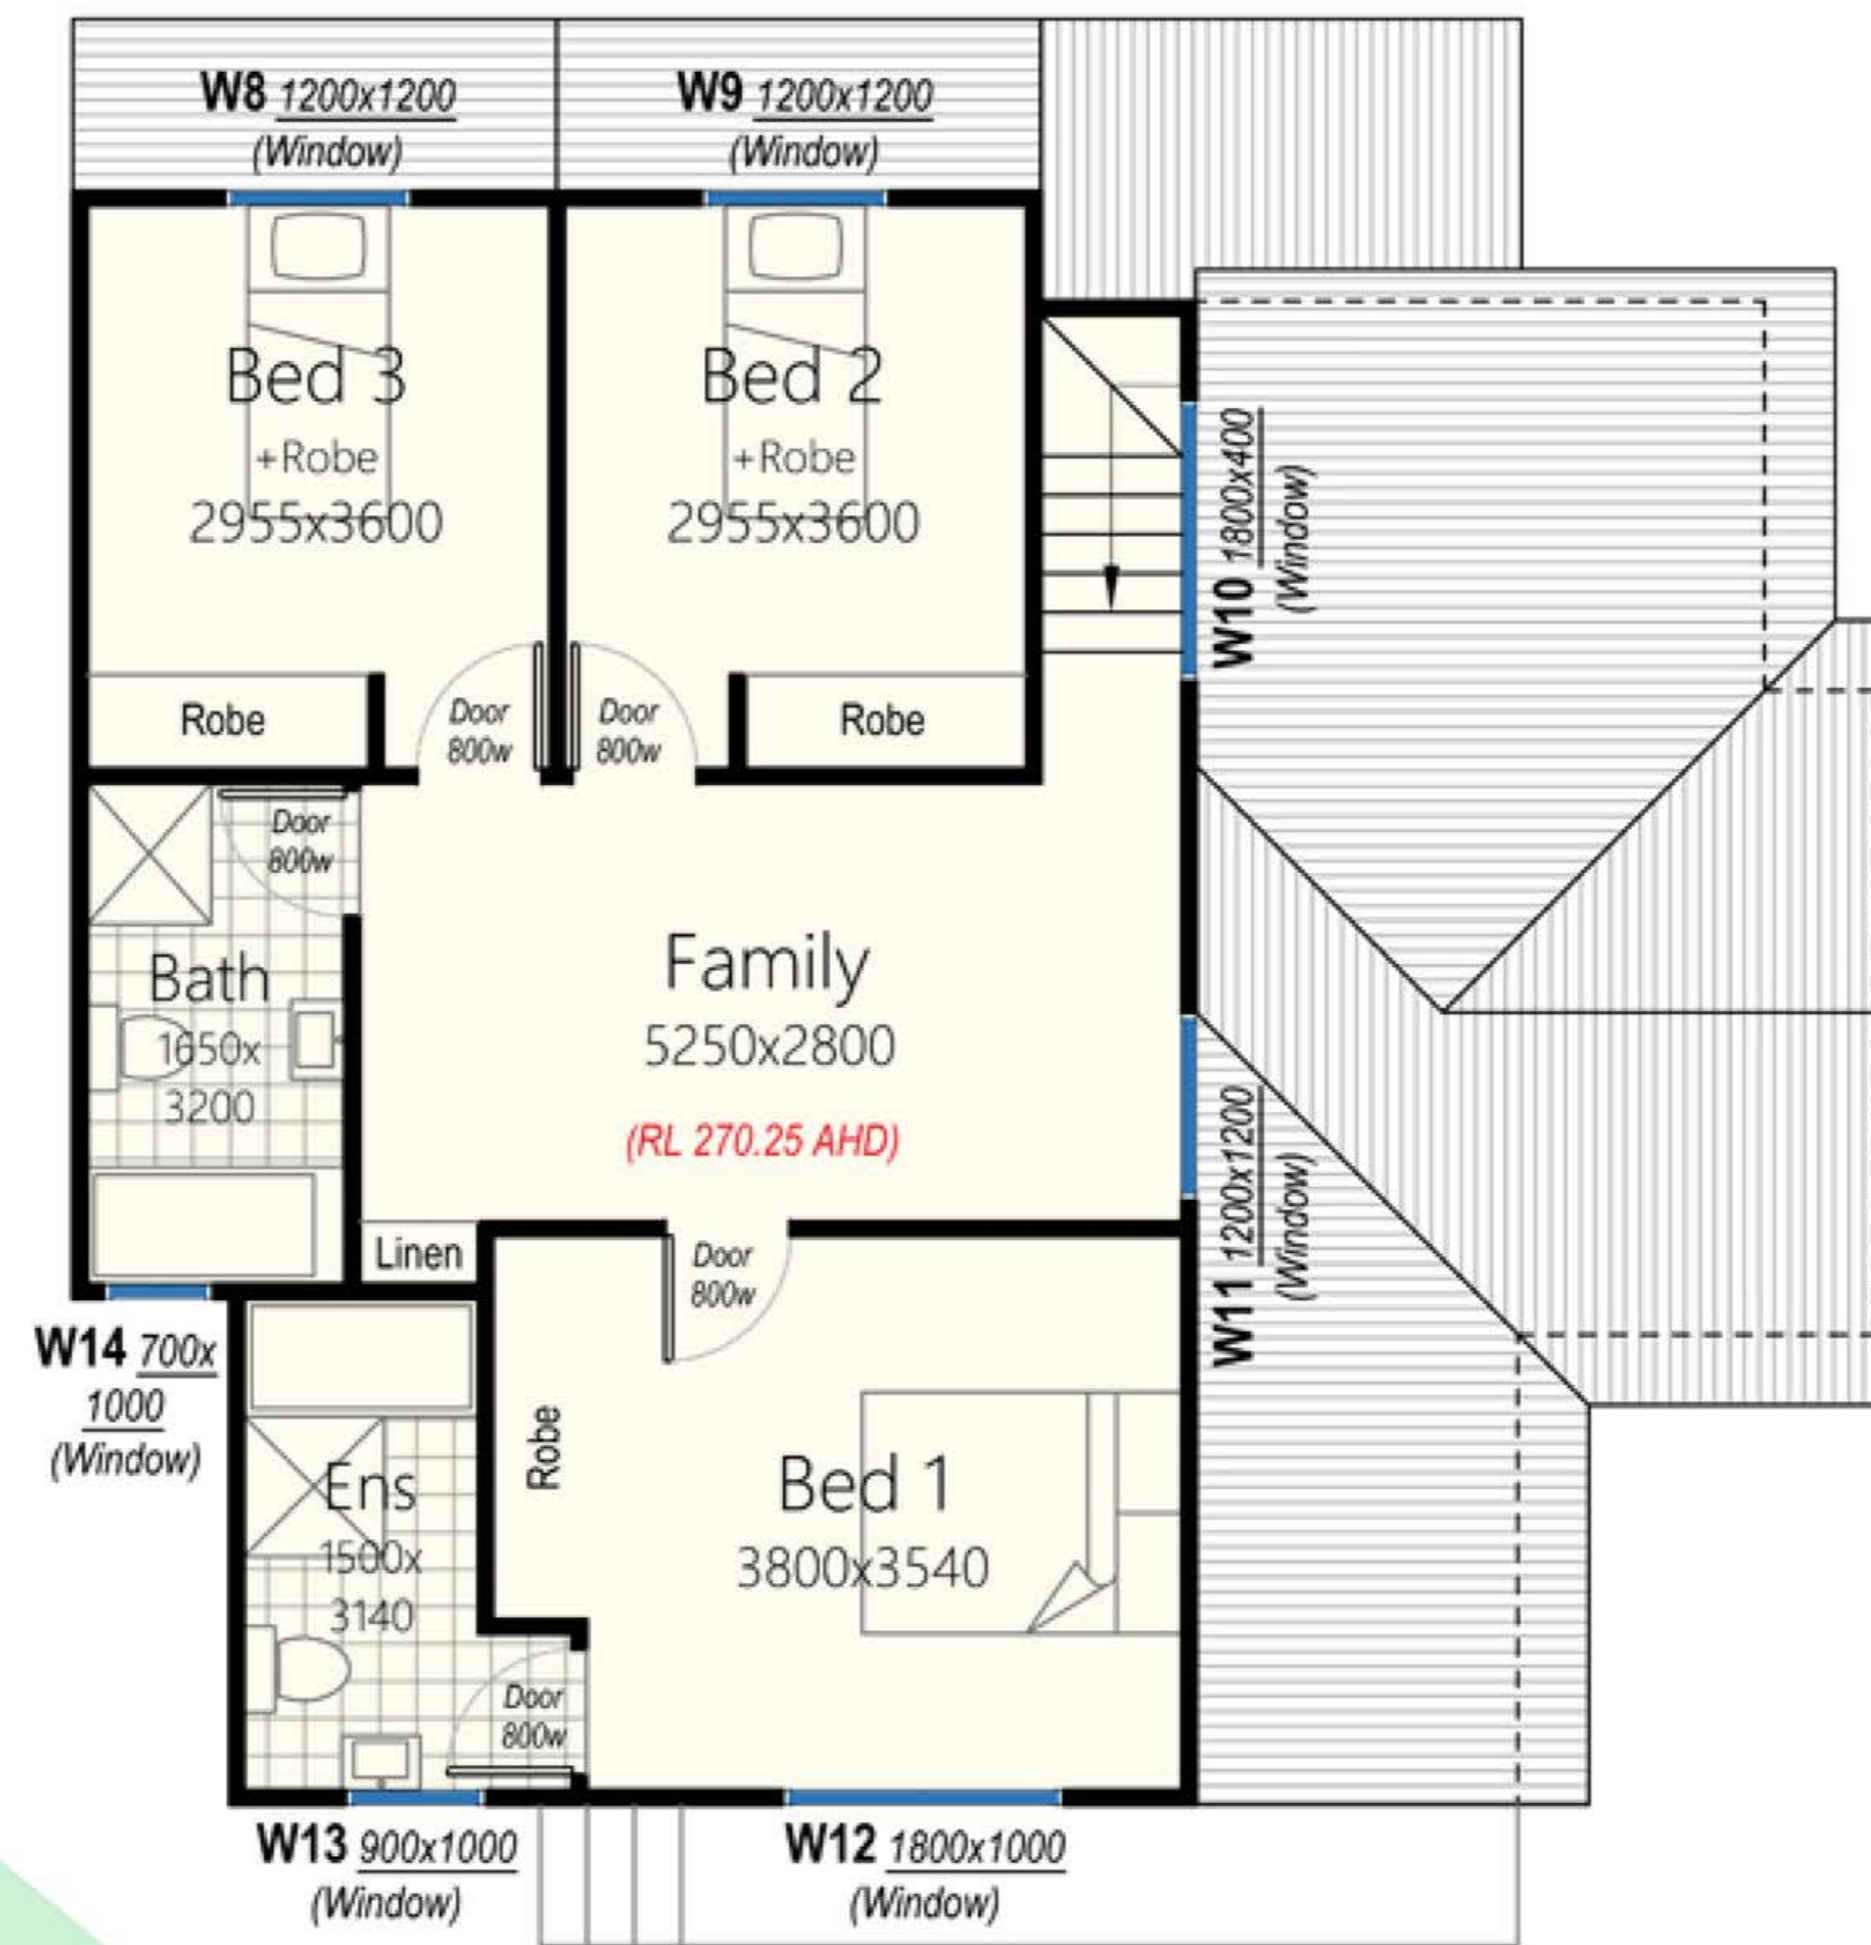 W8 1200x1200
(Window)
W9 1200x1200
(Window)
Bed 3
+Robe
2955x3600
Bed 2
+Robe
2955x3600
W10 1800x400
(Window)
Robe
Door
800w
Door
800w
Robe
Door
800w
Bath
1650x
3200
Family
5250x2800
(RL 270.25 AHD)
W11 1200x1200
(Window)
Linen
Door
800w
W14 700x
1000
(Window)
Robe
Ens
1500x
3140
Bed 1
3800x3540
Door
800w
W13 900x1000
(Window)
W12 1800x1000
(Window)